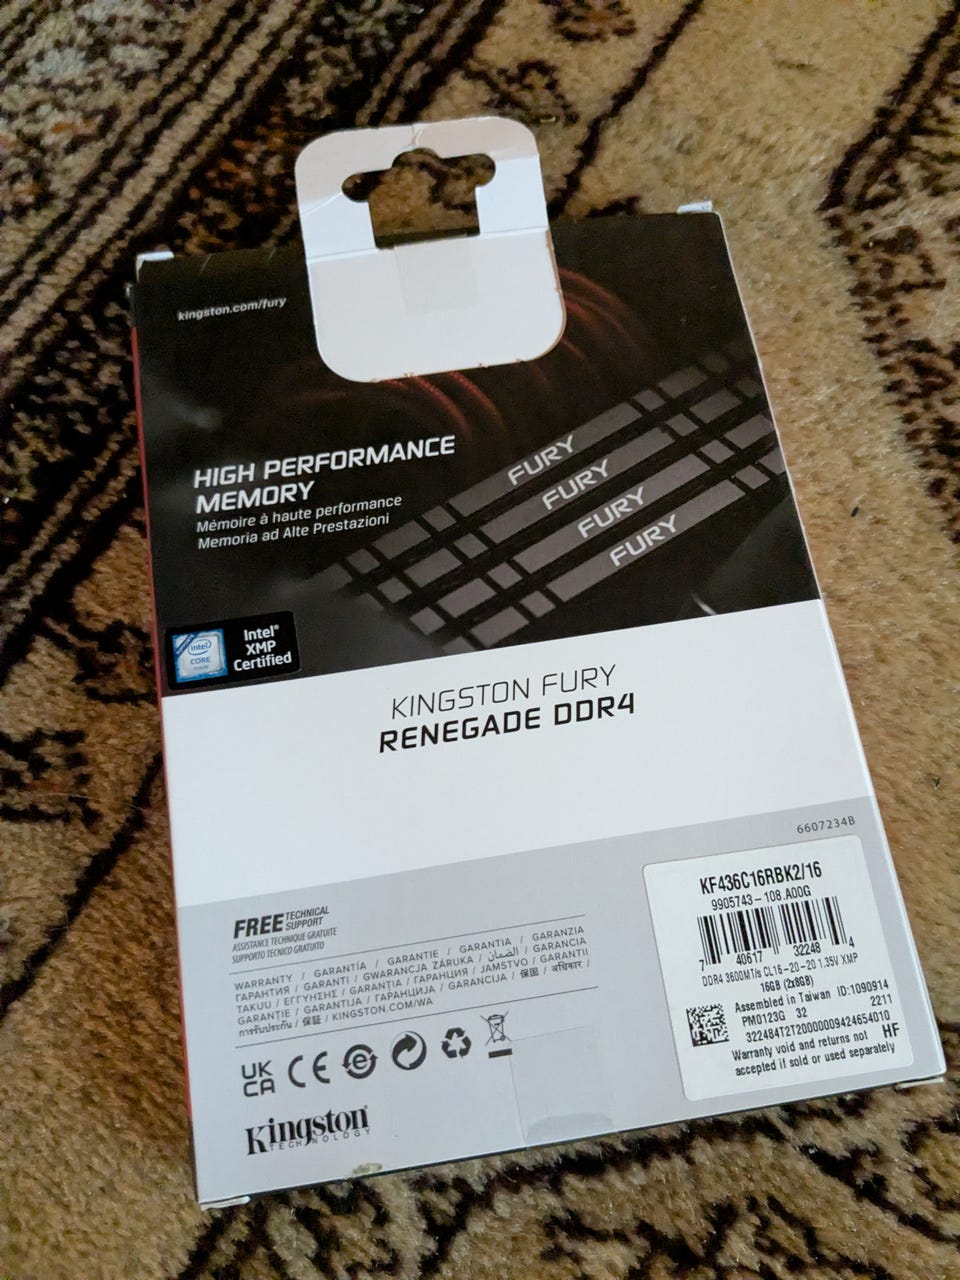 kingston.com/fury
HIGH PERFORMANCE
MEMORY
Mémoire à haute performance
Memoria ad Alte Prestazioni
FURY
FURY
FURY
FURY
intel
CORE
Intel®
XMP
Certified
KINGSTON FURY
RENEGADE DDR4
6607234B
FREE TECHNICAL
SUPPORT
ASSISTANCE TECHNIQUE GRATUITE
SUPORTO TECNICO GRATUITO
WARRANTY / GARANTÍA / GARANTIE / GARANTIA / GARANZIA
ГАРАНТИЯ / GARANTI / GWARANCJA ZÁRUKA / الضمان / GARANCIA
TAKUU / ΕΓΓΥΗΣΗΣ / GARANȚIA / ГАРАНЦИЯ / JAMSTVO / GARANTII
GARANTIE / GARANTIJA / ГАРАНЦИЈА / GARANCIJA / 保固 / अधिकार /
การรับประกัน / 保証 / KINGSTON.COM/WA
UK
CA
CE
Kingston
TECHNOLOGY
KF436C16RBK2/16
9905743-108.A00G
7 40617 32248 4
DDR4 3600MT/s CL16-20-20 1.35V XMP
16GB (2x8GB)
Assembled in Taiwan ID:1090914
PM0123G 32 2211
322484T2T20000009424654010
HF
Warranty void and returns not
accepted if sold or used separately